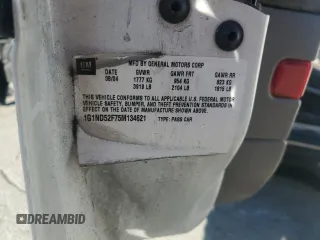 GM
MFD BY GENERAL MOTORS CORP
DATE GVWR GAWR FRT GAWR RR
08/04 1777 KG 954 KG 823 KG
3918 LB 2104 LB 1815 LB
THIS VEHICLE CONFORMS TO ALL APPLICABLE U.S. FEDERAL MOTOR
VEHICLE SAFETY, BUMPER, AND THEFT PREVENTION STANDARDS IN
EFFECT ON THE DATE OF MANUFACTURE SHOWN ABOVE.
1G1ND52F75M134621 TYPE: PASS CAR
© DREAMBID